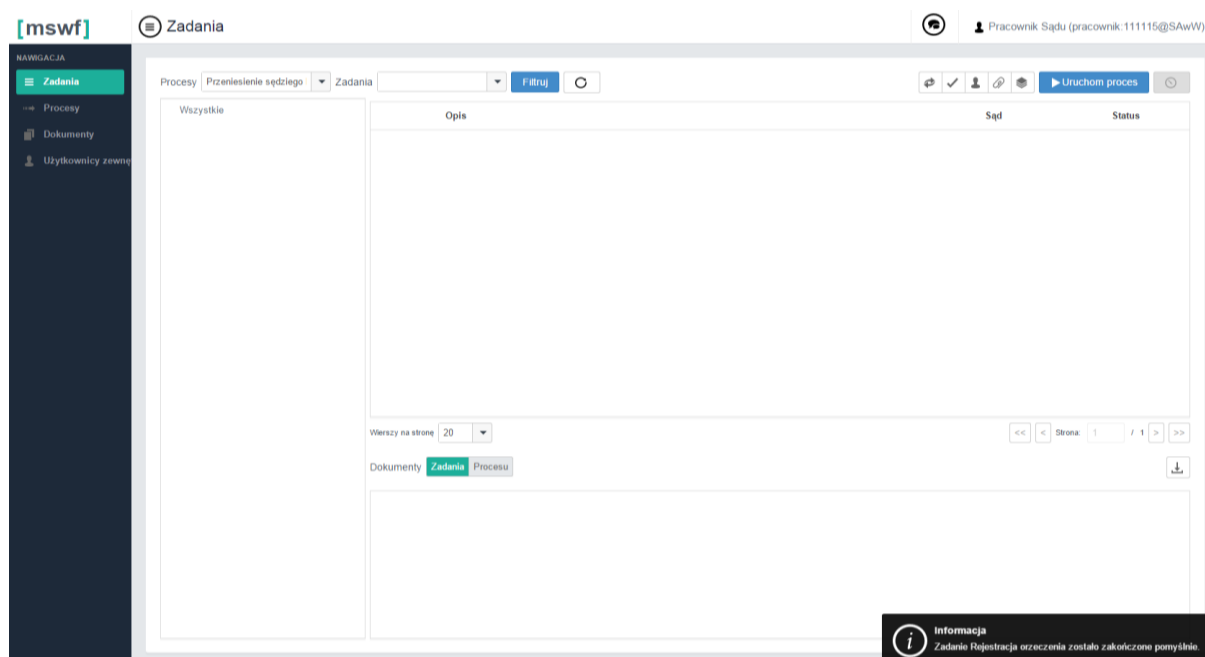 [mswf]
Zadania
Pracownik Sądu (pracownik:111115@SAwW)
NAWIGACJA
Zadania
Procesy
Dokumenty
Użytkownicy zewnę
Procesy Przeniesienie sędziego Zadania Filtruj Uruchom proces
Wszystkie
Opis Sąd Status
Wierszy na stronę 20 << < Strona: 1 / 1 > >>
Dokumenty Zadania Procesu
Informacja
Zadanie Rejestracja orzeczenia zostało zakończone pomyślnie.